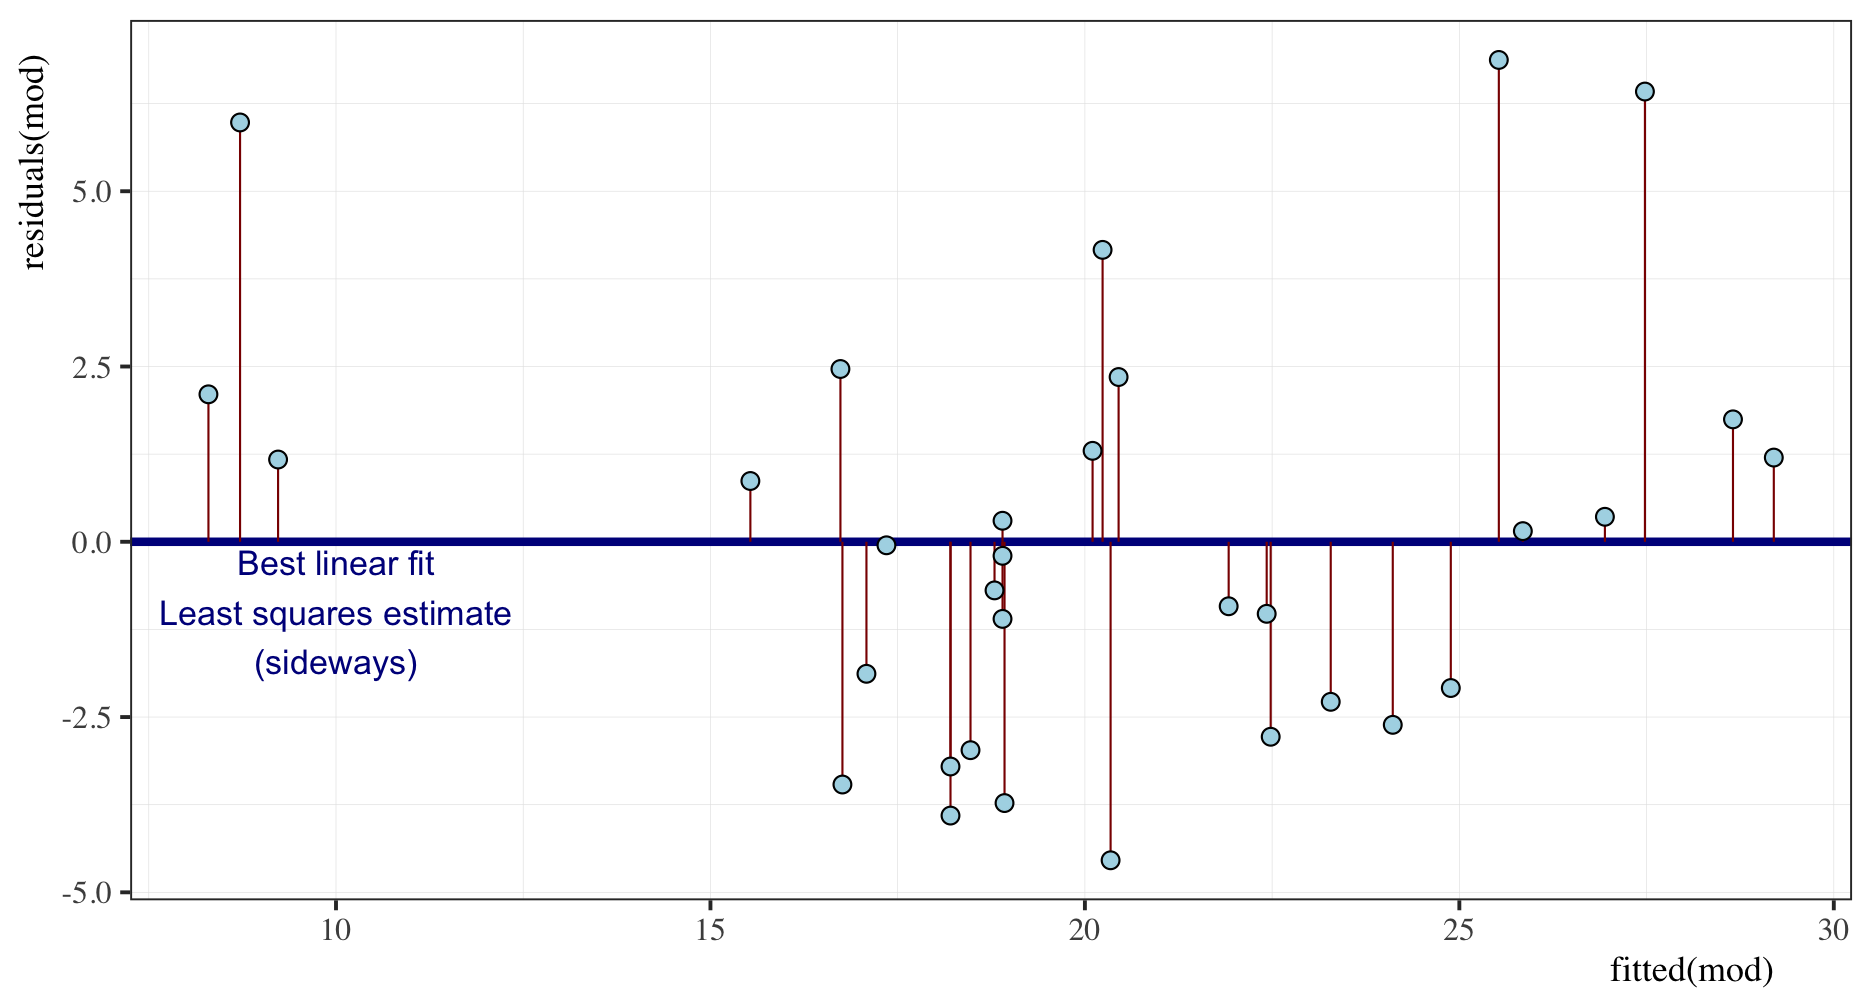 residuals(mod)
5.0
2.5
0.0
-2.5
-5.0
Best linear fit
Least squares estimate
(sideways)
10
15
20
25
30
fitted(mod)